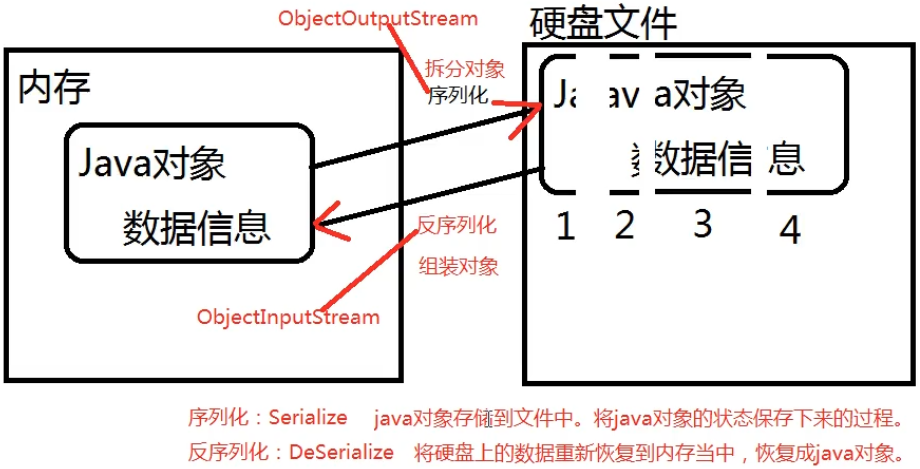 ObjectOutputStream
硬盘文件
内存
拆分对象
序列化
Java对象
数据信息
Java对象
数据信息
1 2 3 4
反序列化
组装对象
ObjectInputStream
序列化：Serialize java对象存储到文件中。将java对象的状态保存下来的过程。
反序列化：DeSerialize 将硬盘上的数据重新恢复到内存当中，恢复成java对象。